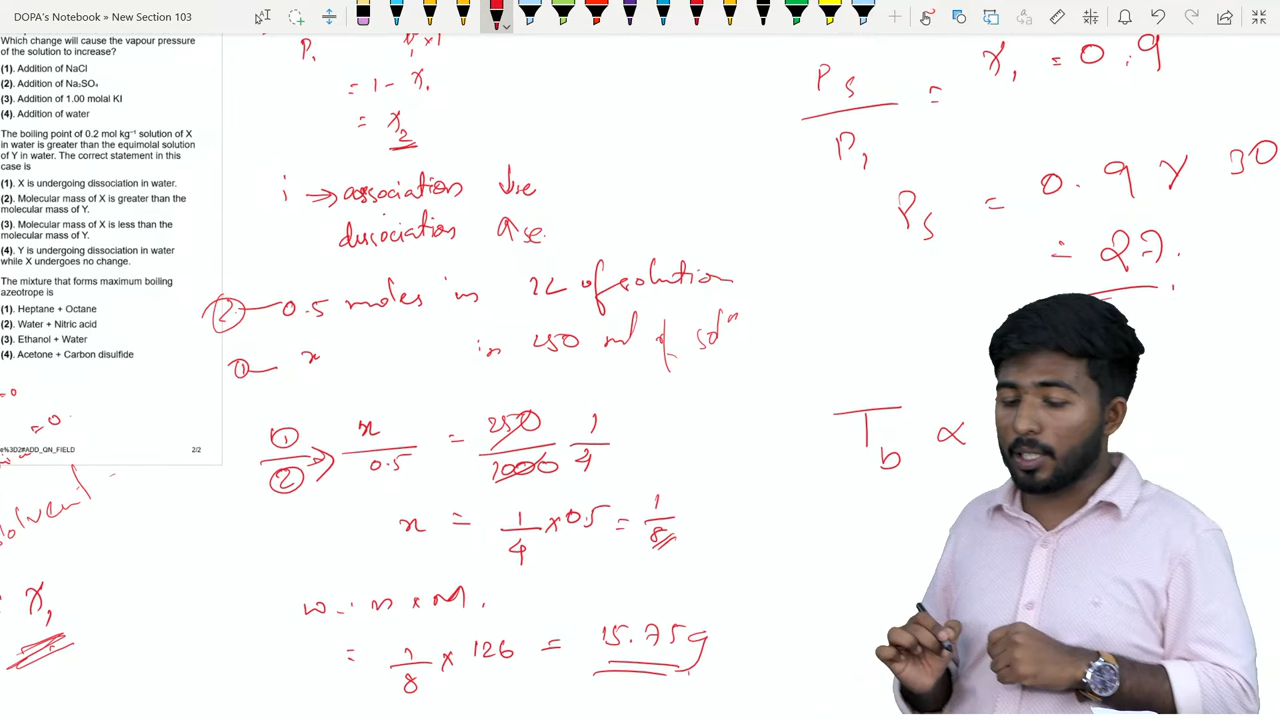 DOPA's Notebook » New Section 103
Which change will cause the vapour pressure
of the solution to increase?
(1). Addition of NaCl
(2). Addition of Na₂SO₄
(3). Addition of 1.00 molal KI
(4). Addition of water
The boiling point of 0.2 mol kg⁻¹ solution of X
in water is greater than the equimolal solution
of Y in water. The correct statement in this
case is
(1). X is undergoing dissociation in water.
(2). Molecular mass of X is greater than the
molecular mass of Y.
(3). Molecular mass of X is less than the
molecular mass of Y.
(4). Y is undergoing dissociation in water
while X undergoes no change.
The mixture that forms maximum boiling
azeotrope is
(1). Heptane + Octane
(2). Water + Nitric acid
(3). Ethanol + Water
(4). Acetone + Carbon disulfide
e%3D2#ADD_QN_FIELD 2/2
=0
=0
solvent
x₁
P₁
= 1 - x₁
= x₂
i → association ↓se
dissociation ↑se
② 0.5 moles in 1L of solution
① x in 250 ml of solⁿ
①/② → x/0.5 = 250/1000 1/4
x = 1/4 × 0.5 = 1/8
w = n × M.
= 1/8 × 126 = 15.75g
Ps/P₁ = x₁ = 0.9
Ps = 0.9 × 30
= 27.
Tb ∝